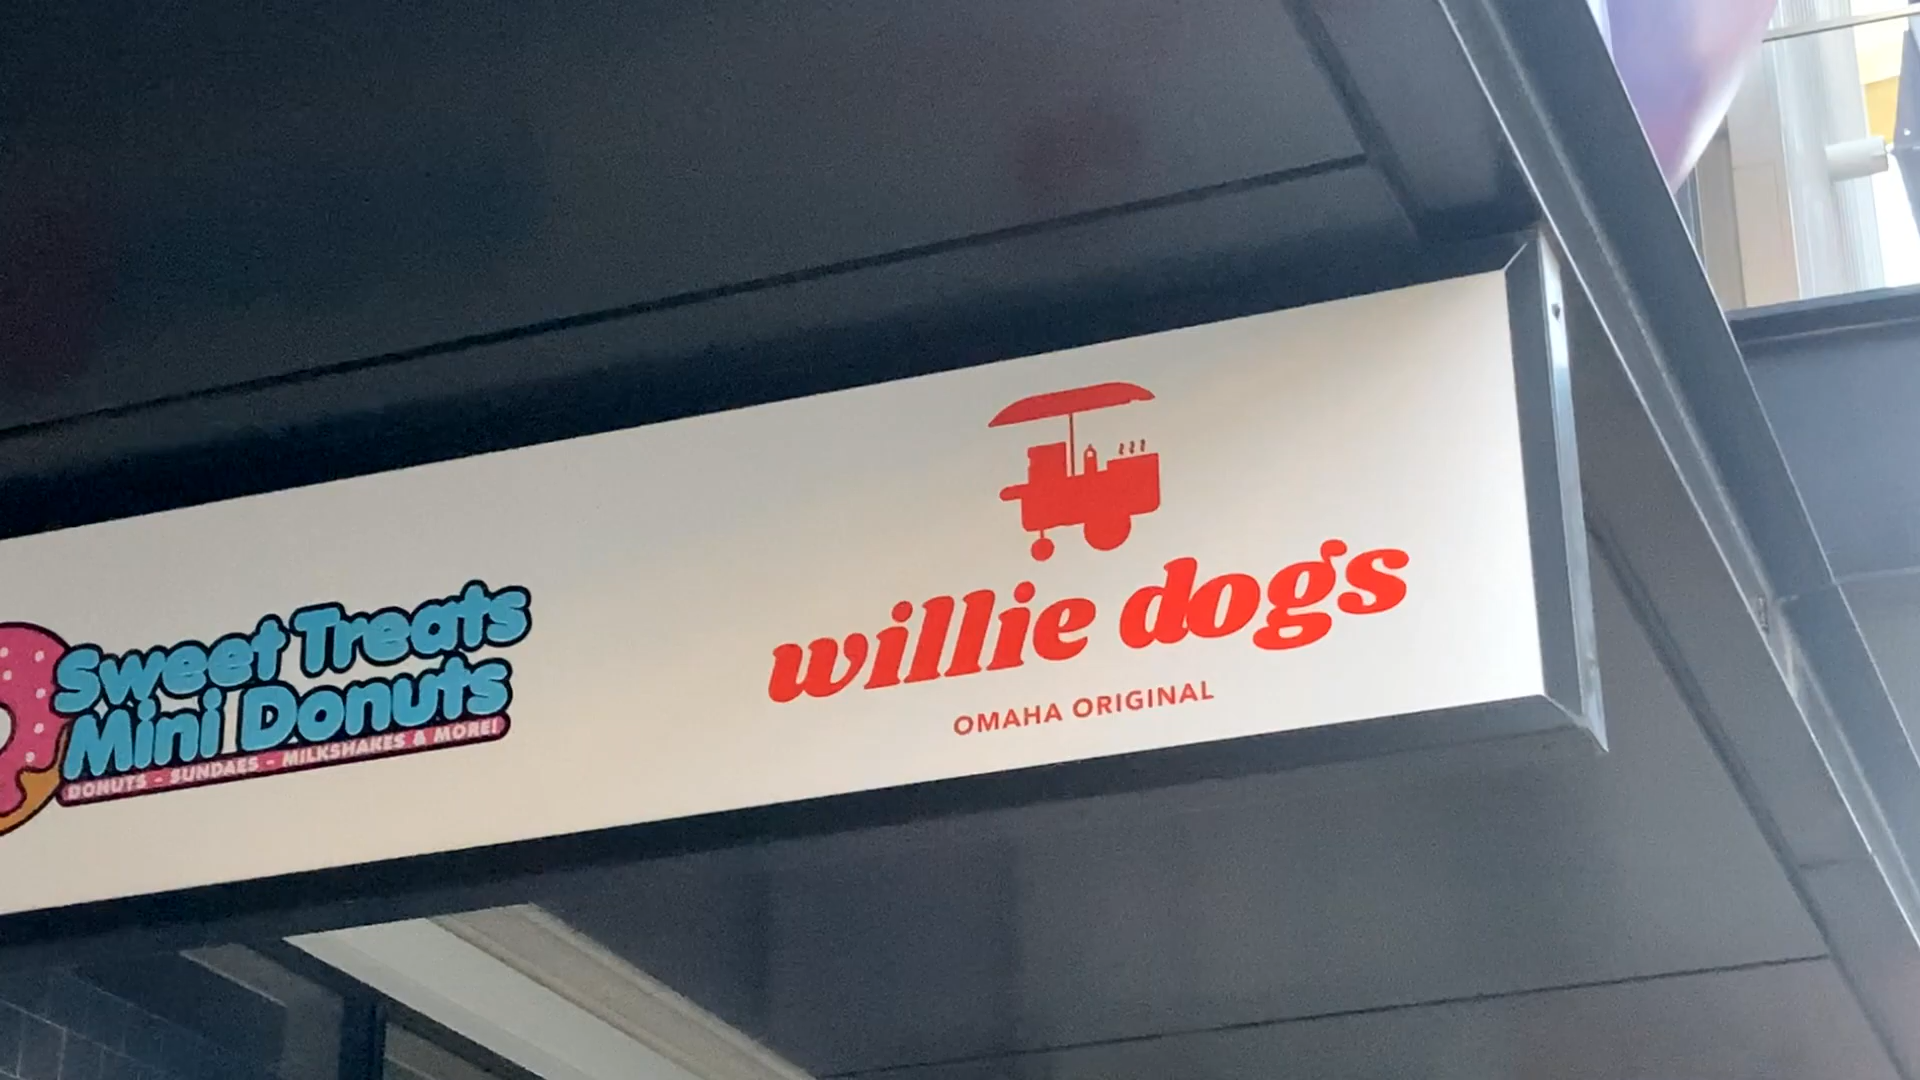 Sweet Treats
Mini Donuts
DONUTS - SUNDAES - MILKSHAKES & MORE!
willie dogs
OMAHA ORIGINAL